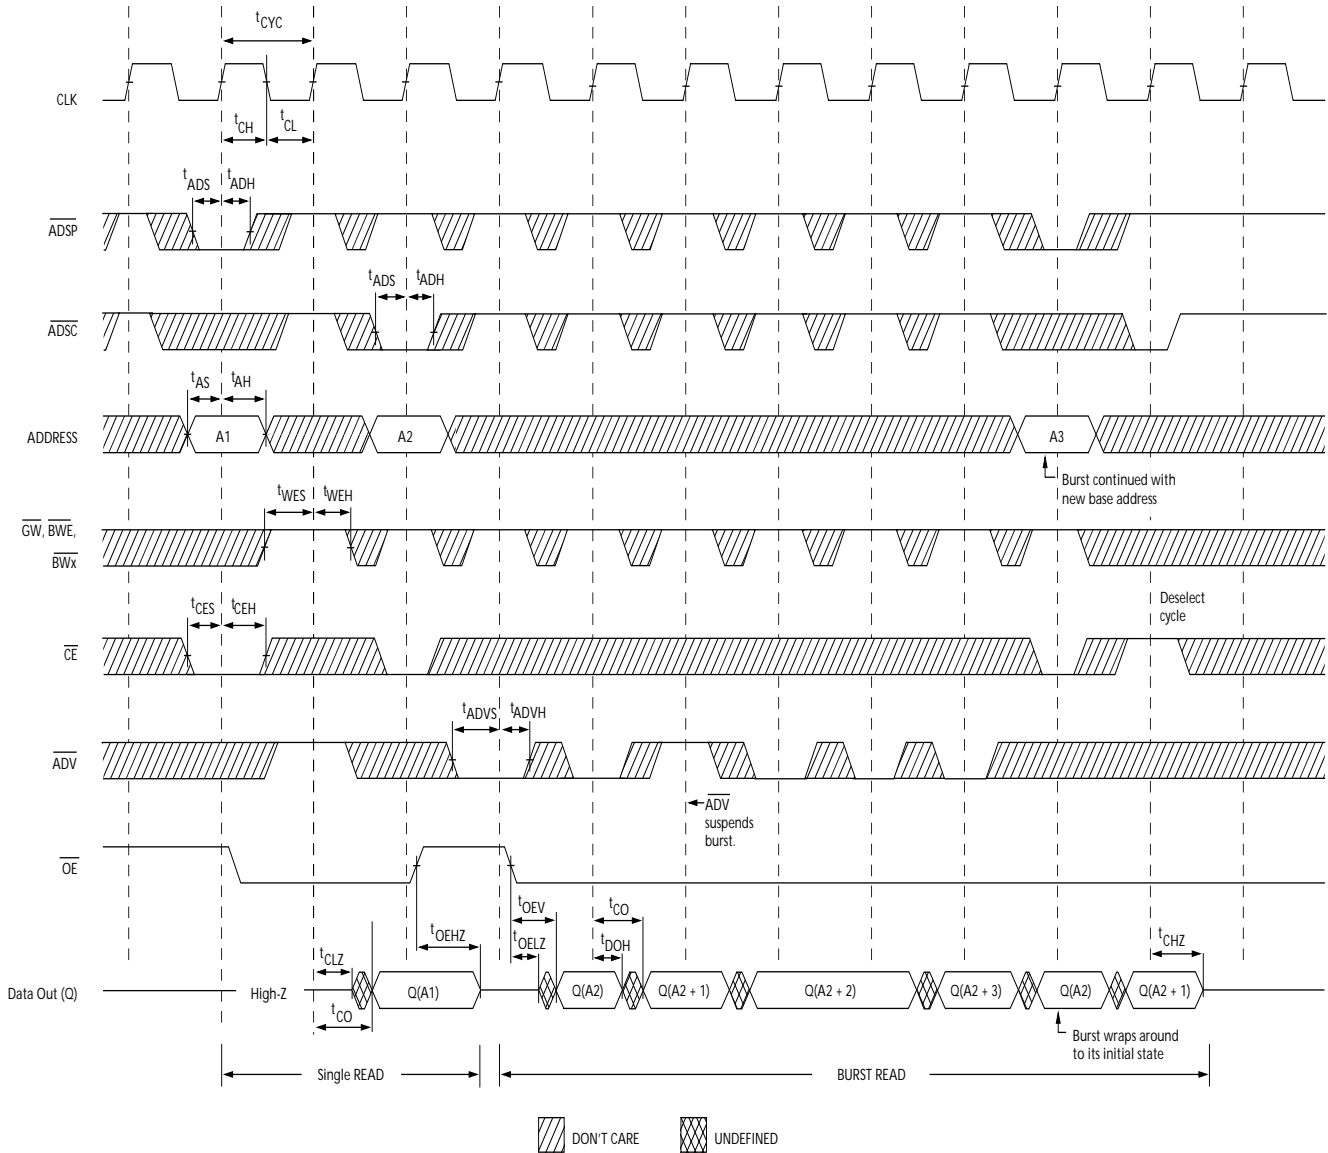 tCYC
CLK
tCH
tCL
tADS
tADH
ADSP
tADS
tADH
ADSC
tAS
tAH
ADDRESS
A1
A2
A3
Burst continued with
new base address
tWES
tWEH
GW, BWE,
BWx
Deselect
cycle
tCES
tCEH
CE
tADVS
tADVH
ADV
ADV
suspends
burst.
OE
tOEHZ
tOEV
tOELZ
tCO
tDOH
tCHZ
tCLZ
Data Out (Q)
High-Z
Q(A1)
Q(A2)
Q(A2 + 1)
Q(A2 + 2)
Q(A2 + 3)
Q(A2)
Q(A2 + 1)
tCO
Burst wraps around
to its initial state
Single READ
BURST READ
DON'T CARE
UNDEFINED